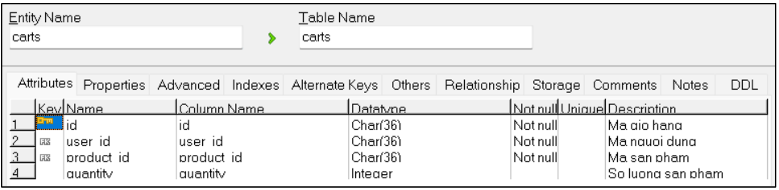 Entity Name Table Name
carts carts
Attributes Properties Advanced Indexes Alternate Keys Others Relationship Storage Comments Notes DDL
Key Name Column Name Datatype Not null Unique Description
1 id id Char(36) Not null Ma gio hang
2 user_id user_id Char(36) Not null Ma nguoi dung
3 product_id product_id Char(36) Not null Ma san pham
4 quantity quantity Integer So luong san pham